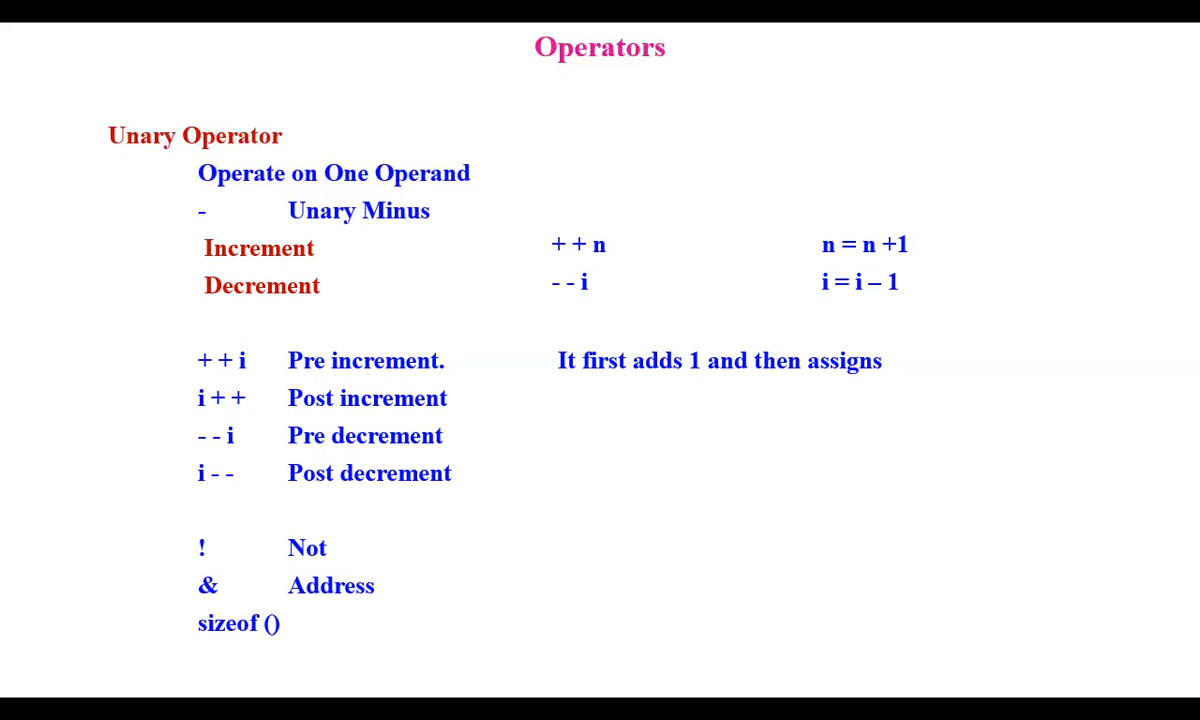 Operators
Unary Operator
Operate on One Operand
- Unary Minus
Increment + + n n = n +1
Decrement - - i i = i – 1
+ + i Pre increment. It first adds 1 and then assigns
i + + Post increment
- - i Pre decrement
i - - Post decrement
! Not
& Address
sizeof ()